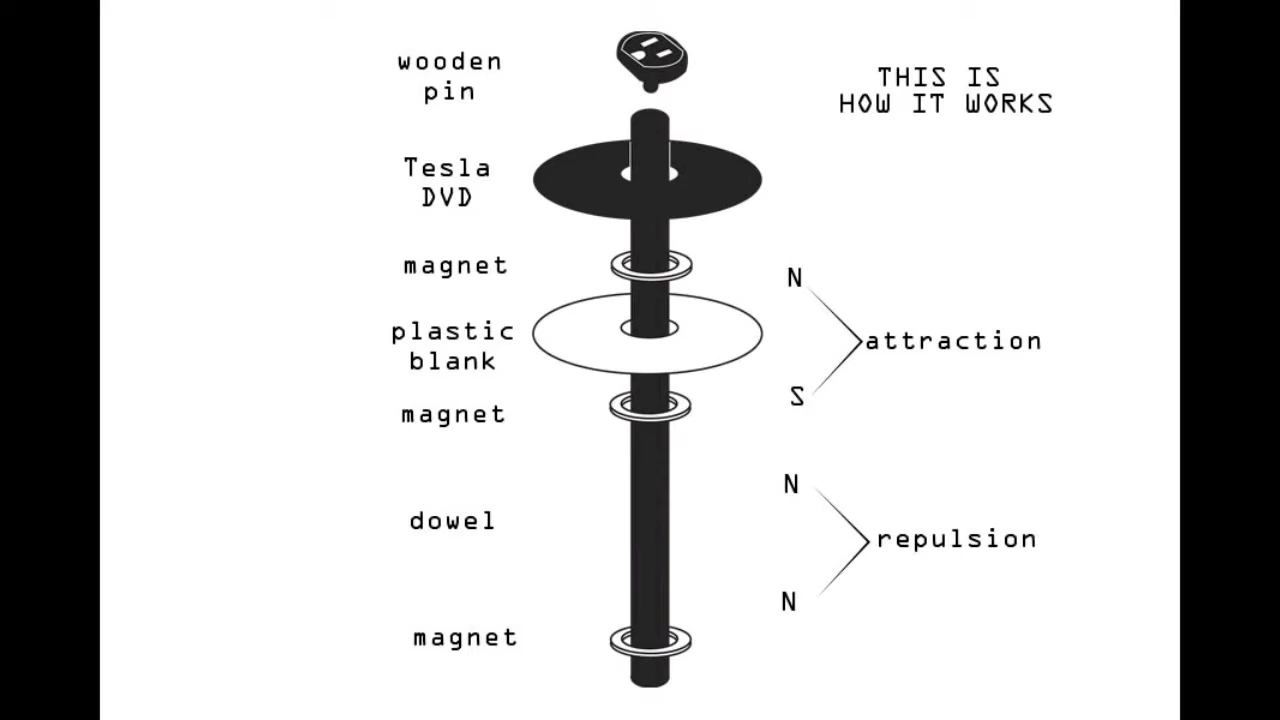 wooden
pin
THIS IS
HOW IT WORKS
Tesla
DVD
magnet
N
plastic
blank
attraction
S
magnet
N
dowel
repulsion
N
magnet